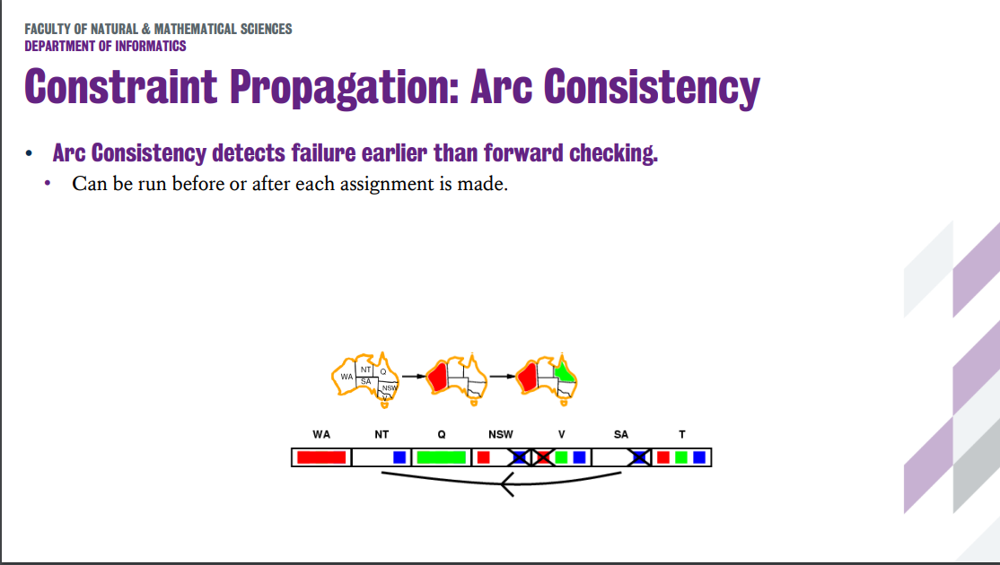 FACULTY OF NATURAL & MATHEMATICAL SCIENCES
DEPARTMENT OF INFORMATICS
Constraint Propagation: Arc Consistency
• Arc Consistency detects failure earlier than forward checking.
• Can be run before or after each assignment is made.
WA NT Q
SA NSW
V
WA NT Q NSW V SA T